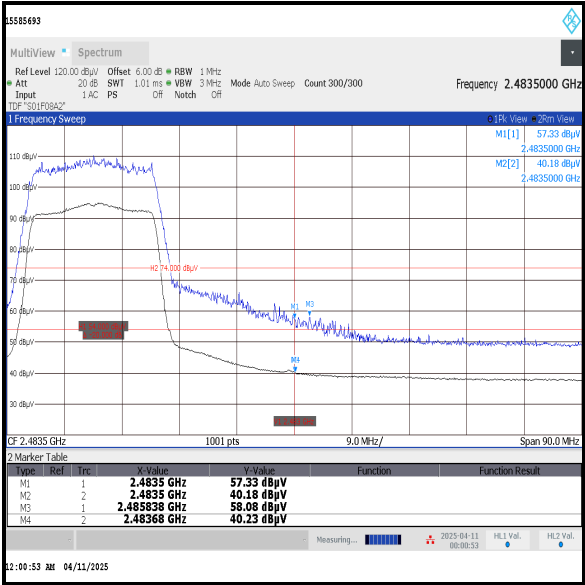 15585693
MultiView Spectrum
Ref Level 120.00 dBµV Offset 6.00 dB RBW 1 MHz
Att 20 dB SWT 1.01 ms VBW 3 MHz Mode Auto Sweep Count 300/300 Frequency 2.4835000 GHz
Input 1 AC PS Off Notch Off
TDF "S01F08A2"
1 Frequency Sweep 1Pk View 2Rm View
M1[1] 57.33 dBµV
2.4835000 GHz
M2[2] 40.18 dBµV
2.4835000 GHz
110 dBµV
100 dBµV
90 dBµV
80 dBµV
H2 74.000 dBµV
70 dBµV
60 dBµV
M1 M3
50 dBµV
M4
40 dBµV
30 dBµV
CF 2.4835 GHz 1001 pts 9.0 MHz/ Span 90.0 MHz
2 Marker Table
Type Ref Trc X-Value Y-Value Function Function Result
M1 1 2.4835 GHz 57.33 dBµV
M2 2 2.4835 GHz 40.18 dBµV
M3 1 2.485838 GHz 58.08 dBµV
M4 2 2.48368 GHz 40.23 dBµV
Measuring... 2025-04-11 00:00:53 HL1 Val. HL2 Val.
12:00:53 AM 04/11/2025